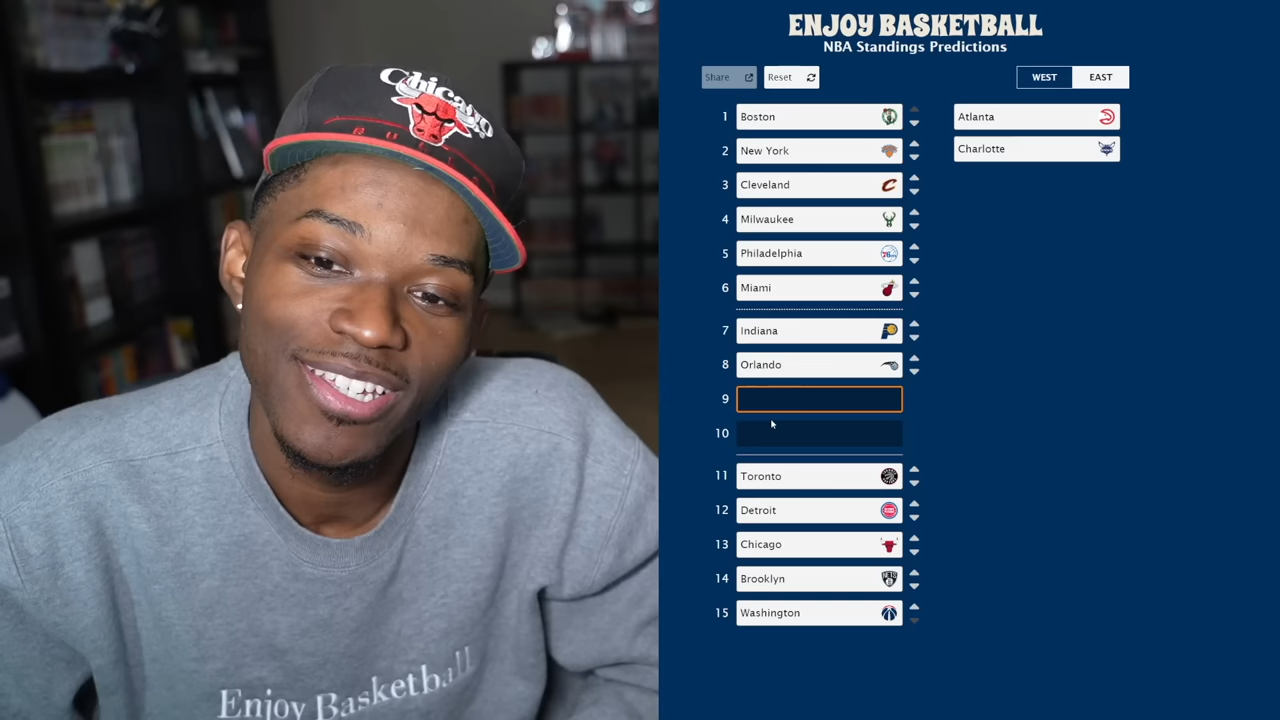 Chicago
BULLS
Enjoy Basketball
ENJOY BASKETBALL
NBA Standings Predictions
Share
Reset
WEST
EAST
1 Boston
2 New York
3 Cleveland
4 Milwaukee
5 Philadelphia
6 Miami
7 Indiana
8 Orlando
9
10
11 Toronto
12 Detroit
13 Chicago
14 Brooklyn
15 Washington
Atlanta
Charlotte